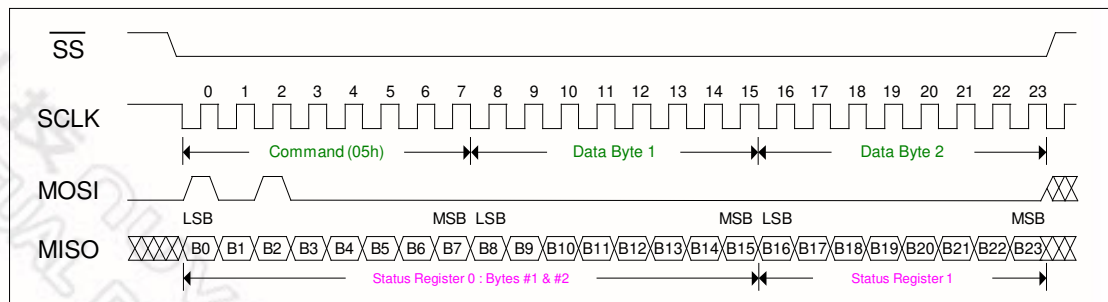 SS
0 1 2 3 4 5 6 7 8 9 10 11 12 13 14 15 16 17 18 19 20 21 22 23
SCLK
Command (05h) Data Byte 1 Data Byte 2
MOSI
LSB MSB LSB MSB LSB MSB
MISO B0 B1 B2 B3 B4 B5 B6 B7 B8 B9 B10 B11 B12 B13 B14 B15 B16 B17 B18 B19 B20 B21 B22 B23
Status Register 0 : Bytes #1 & #2 Status Register 1